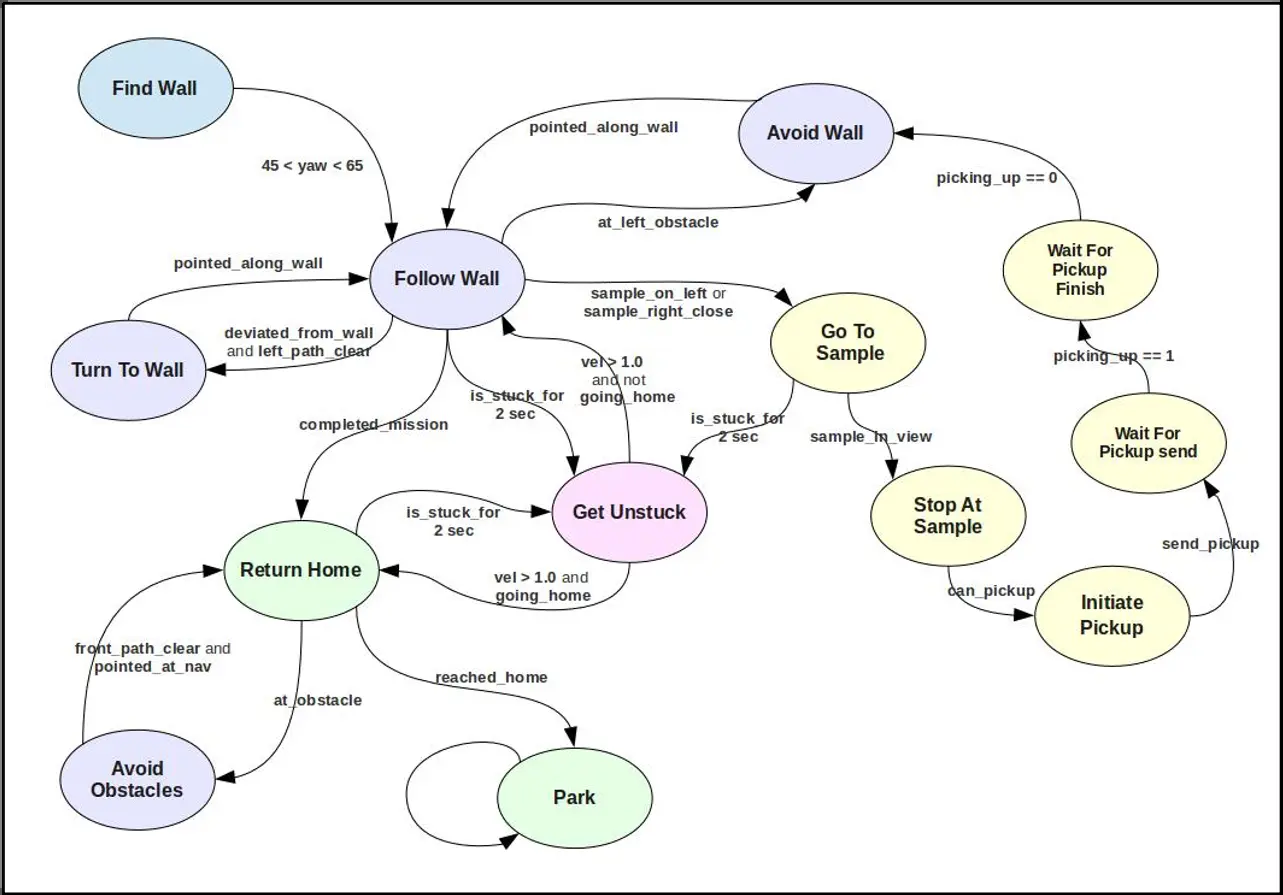 Find Wall
45 < yaw < 65
pointed_along_wall
Avoid Wall
picking_up == 0
at_left_obstacle
pointed_along_wall
Follow Wall
Wait For
Pickup
Finish
sample_on_left or
sample_right_close
deviated_from_wall
and left_path_clear
Turn To Wall
Go To
Sample
picking_up == 1
vel > 1.0
and not
going_home
is_stuck_for
2 sec
completed_mission
is_stuck_for
2 sec
sample_in_view
Wait For
Pickup send
Get Unstuck
is_stuck_for
2 sec
Stop At
Sample
send_pickup
Return Home
vel > 1.0 and
going_home
can_pickup
Initiate
Pickup
front_path_clear and
pointed_at_nav
reached_home
at_obstacle
Avoid
Obstacles
Park